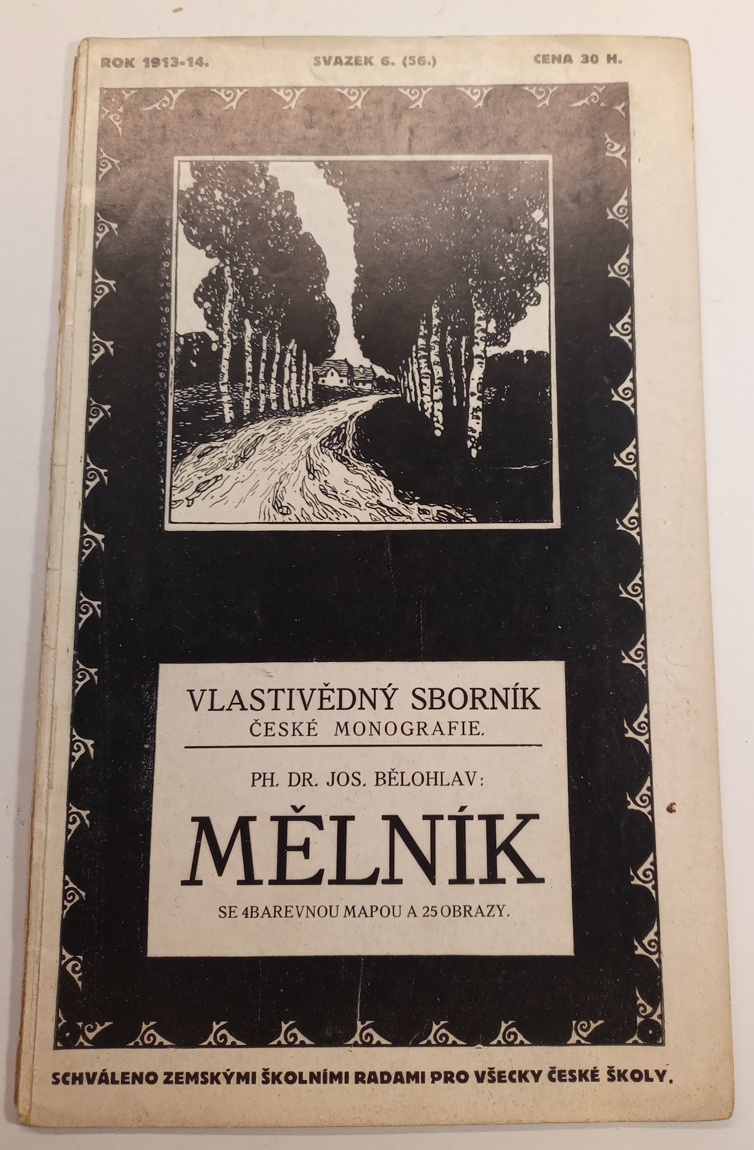 ROK 1913-14. SVAZEK 6. (56.) CENA 30 H.
VLASTIVĚDNÝ SBORNÍK
ČESKÉ MONOGRAFIE.
PH. DR. JOS. BĚLOHLAV:
MĚLNÍK
SE 4BAREVNOU MAPOU A 25 OBRAZY.
SCHVÁLENO ZEMSKÝMI ŠKOLNÍMI RADAMI PRO VŠECKY ČESKÉ ŠKOLY.